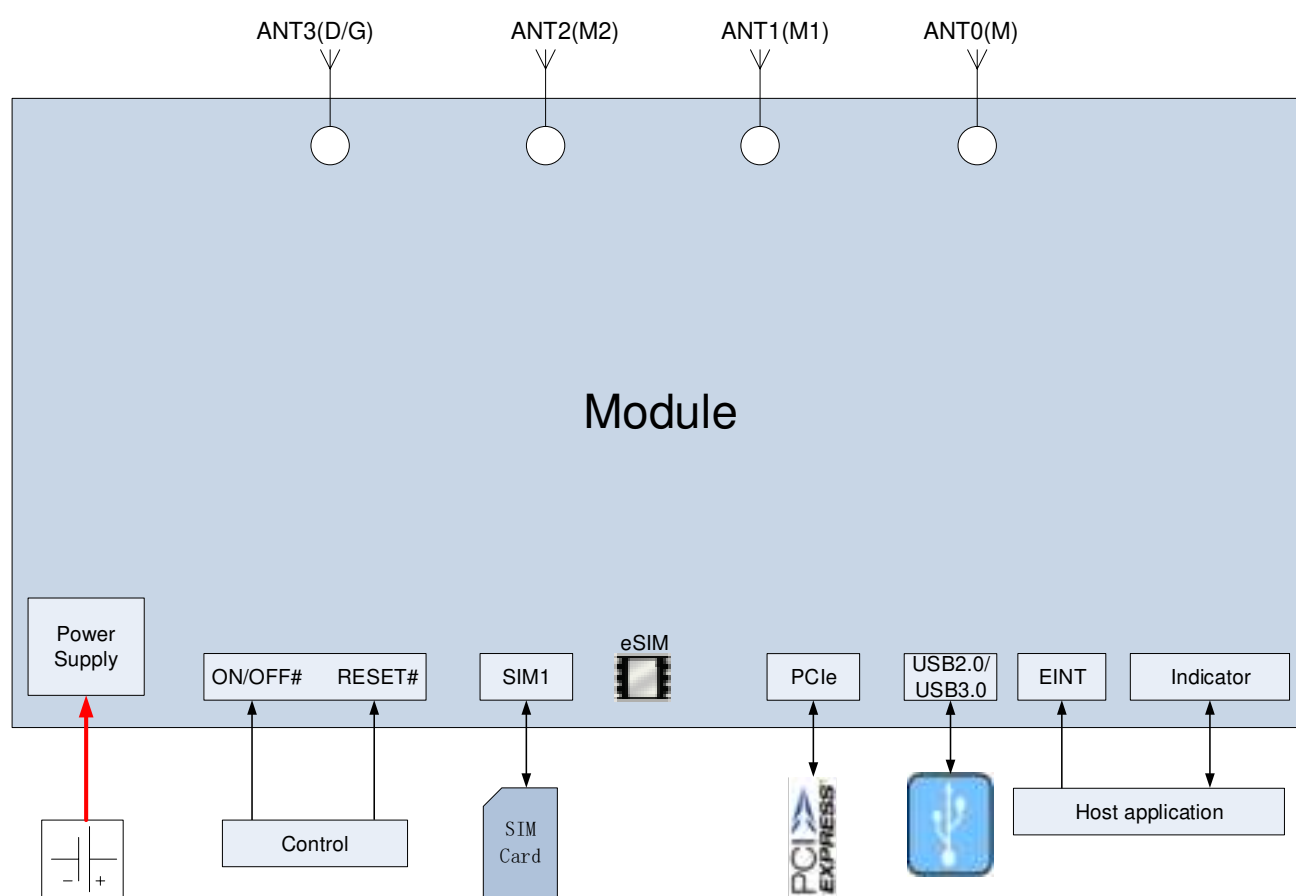 ANT3(D/G)
ANT2(M2)
ANT1(M1)
ANT0(M)
Module
Power
Supply
ON/OFF#
RESET#
SIM1
eSIM
PCIe
USB2.0/
USB3.0
EINT
Indicator
Control
SIM
Card
PCI
EXPRESS
Host application
- +